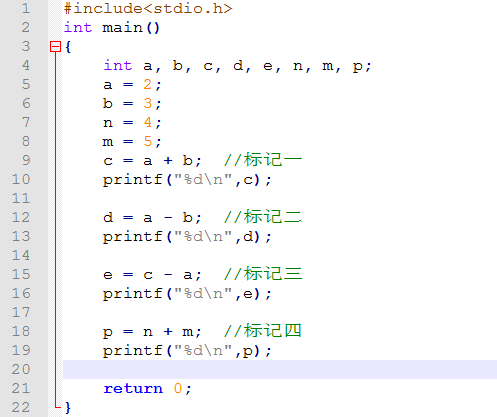 1 #include<stdio.h>
2 int main()
3 {
4 int a, b, c, d, e, n, m, p;
5 a = 2;
6 b = 3;
7 n = 4;
8 m = 5;
9 c = a + b; //标记一
10 printf("%d\n",c);
11
12 d = a - b; //标记二
13 printf("%d\n",d);
14
15 e = c - a; //标记三
16 printf("%d\n",e);
17
18 p = n + m; //标记四
19 printf("%d\n",p);
20
21 return 0;
22 }